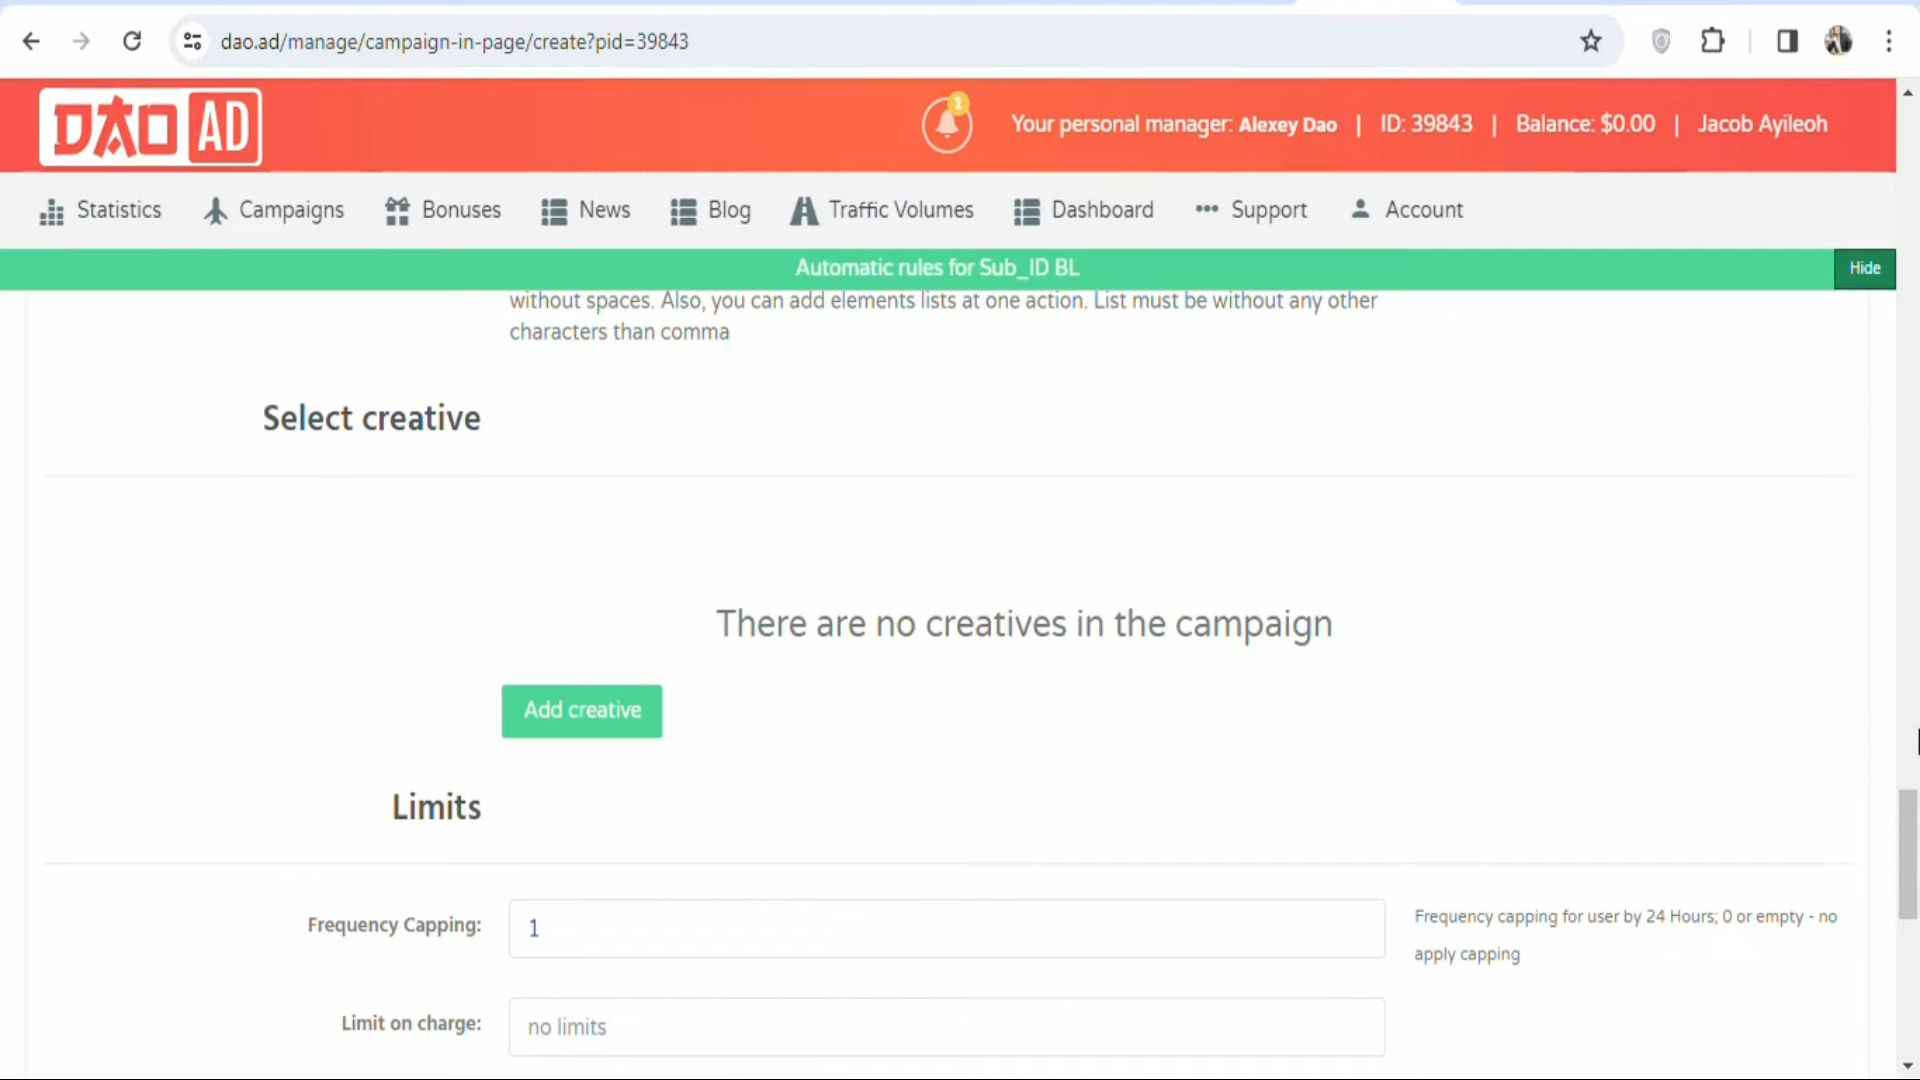 dao.ad/manage/campaign-in-page/create?pid=39843
DAO AD
1
Your personal manager: Alexey Dao | ID: 39843 | Balance: $0.00 | Jacob Ayileoh
Statistics Campaigns Bonuses News Blog Traffic Volumes Dashboard Support Account
Automatic rules for Sub_ID BL
Hide
without spaces. Also, you can add elements lists at one action. List must be without any other
characters than comma
Select creative
There are no creatives in the campaign
Add creative
Limits
Frequency Capping:
1
Frequency capping for user by 24 Hours; 0 or empty - no
apply capping
Limit on charge:
no limits